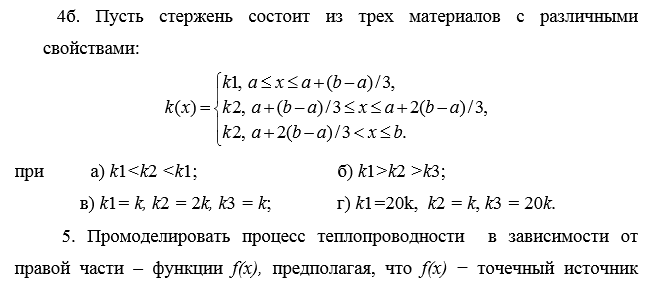 4б. Пусть стержень состоит из трех материалов с различными
свойствами:
k1, a ≤ x ≤ a + (b − a) / 3,
k(x) = { k2, a + (b − a) / 3 ≤ x ≤ a + 2(b − a) / 3,
k2, a + 2(b − a) / 3 < x ≤ b.
при а) k1<k2 <k1; б) k1>k2 >k3;
в) k1= k, k2 = 2k, k3 = k; г) k1=20k, k2 = k, k3 = 20k.
5. Промоделировать процесс теплопроводности в зависимости от
правой части – функции f(x), предполагая, что f(x) − точечный источник